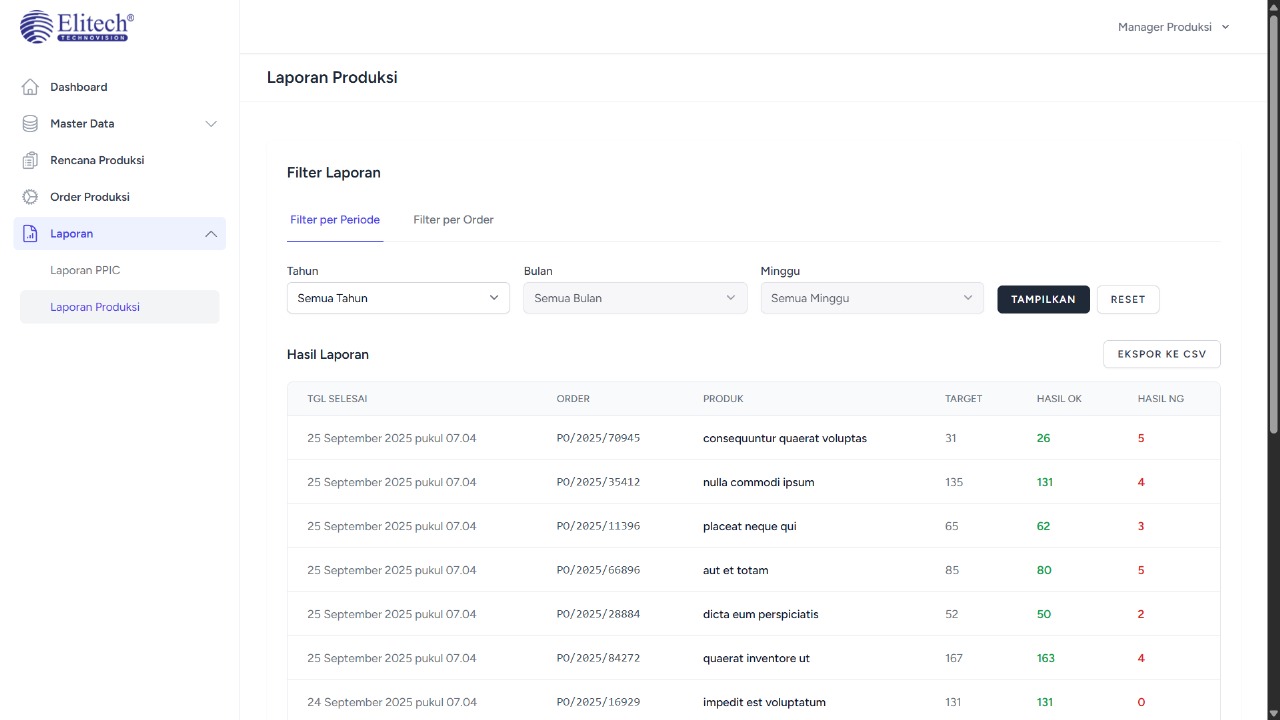 Elitech®
TECHNOVISION
Manager Produksi
Dashboard
Master Data
Rencana Produksi
Order Produksi
Laporan
Laporan PPIC
Laporan Produksi
Laporan Produksi
Filter Laporan
Filter per Periode Filter per Order
Tahun Bulan Minggu
Semua Tahun Semua Bulan Semua Minggu TAMPILKAN RESET
Hasil Laporan EKSPOR KE CSV
TGL SELESAI ORDER PRODUK TARGET HASIL OK HASIL NG
25 September 2025 pukul 07.04 PO/2025/70945 consequuntur quaerat voluptas 31 26 5
25 September 2025 pukul 07.04 PO/2025/35412 nulla commodi ipsum 135 131 4
25 September 2025 pukul 07.04 PO/2025/11396 placeat neque qui 65 62 3
25 September 2025 pukul 07.04 PO/2025/66896 aut et totam 85 80 5
25 September 2025 pukul 07.04 PO/2025/28884 dicta eum perspiciatis 52 50 2
25 September 2025 pukul 07.04 PO/2025/84272 quaerat inventore ut 167 163 4
24 September 2025 pukul 07.04 PO/2025/16929 impedit est voluptatum 131 131 0